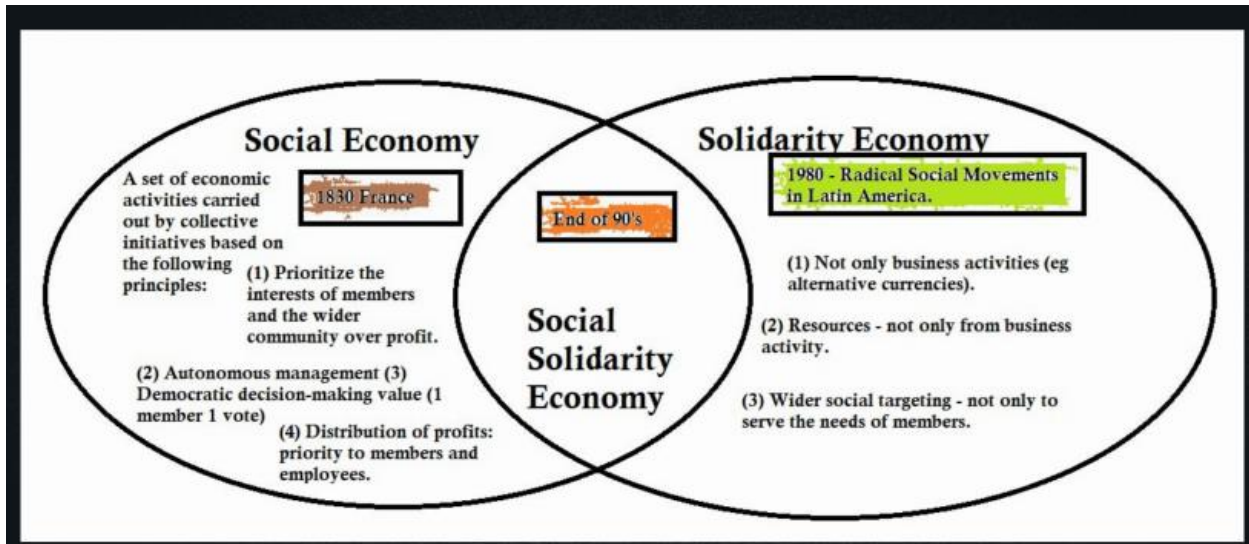 Social Economy
A set of economic
activities carried
out by collective
initiatives based on
the following
principles:
1830 France
(1) Prioritize the
interests of members
and the wider
community over profit.
(2) Autonomous management (3)
Democratic decision-making value (1
member 1 vote)
(4) Distribution of profits:
priority to members and
employees.
End of 90's
Social
Solidarity
Economy
Solidarity Economy
1980 - Radical Social Movements
in Latin America.
(1) Not only business activities (eg
alternative currencies).
(2) Resources - not only from business
activity.
(3) Wider social targeting - not only to
serve the needs of members.